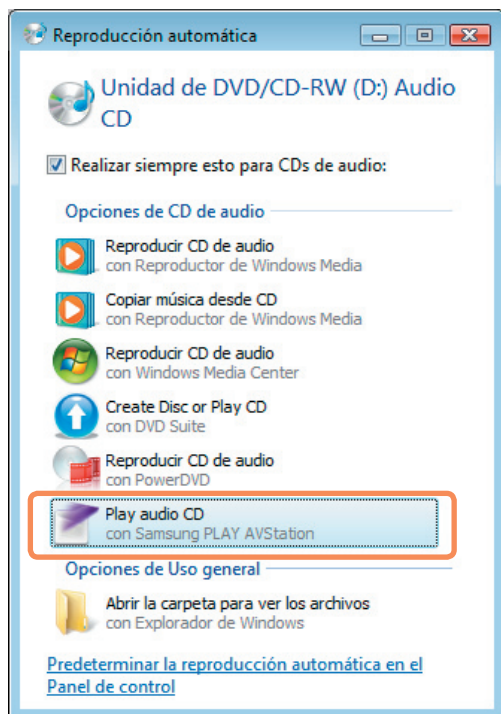 Reproducción automática
Unidad de DVD/CD-RW (D:) Audio
CD
Realizar siempre esto para CDs de audio:
Opciones de CD de audio
Reproducir CD de audio
con Reproductor de Windows Media
Copiar música desde CD
con Reproductor de Windows Media
Reproducir CD de audio
con Windows Media Center
Create Disc or Play CD
con DVD Suite
Reproducir CD de audio
con PowerDVD
Play audio CD
con Samsung PLAY AVStation
Opciones de Uso general
Abrir la carpeta para ver los archivos
con Explorador de Windows
Predeterminar la reproducción automática en el
Panel de control